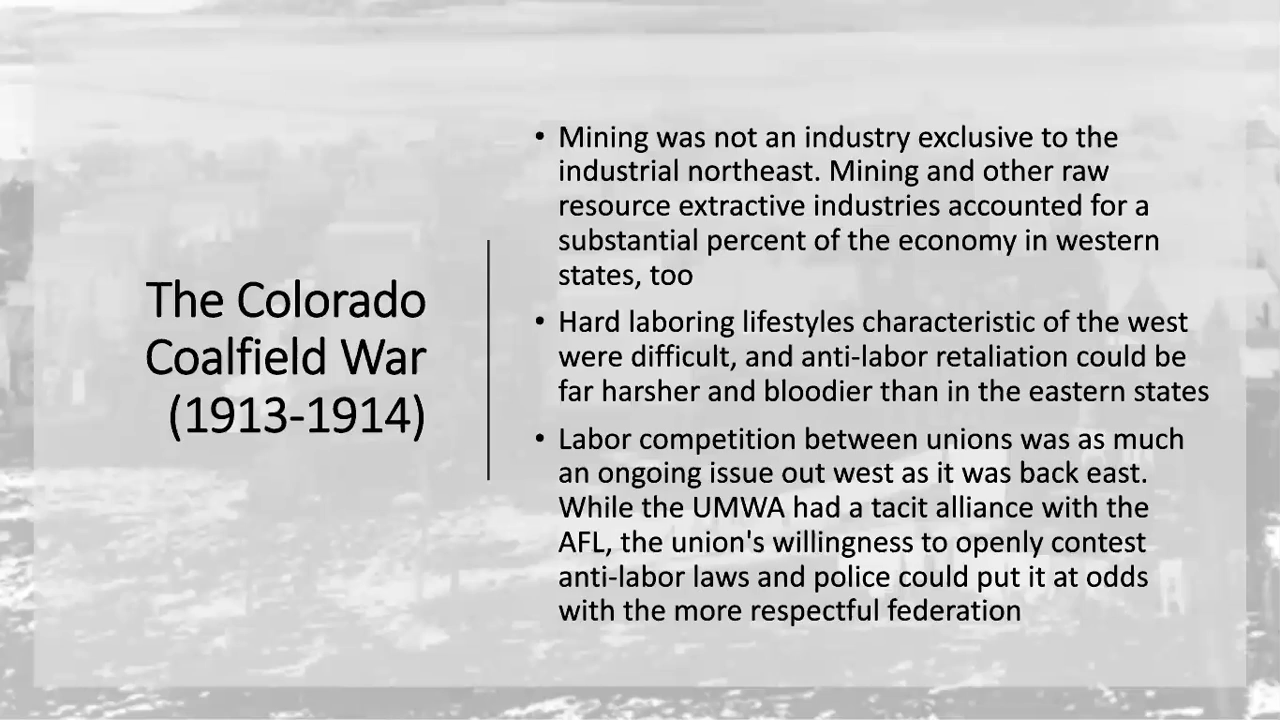 The Colorado
Coalfield War
(1913-1914)
• Mining was not an industry exclusive to the
industrial northeast. Mining and other raw
resource extractive industries accounted for a
substantial percent of the economy in western
states, too
• Hard laboring lifestyles characteristic of the west
were difficult, and anti-labor retaliation could be
far harsher and bloodier than in the eastern states
• Labor competition between unions was as much
an ongoing issue out west as it was back east.
While the UMWA had a tacit alliance with the
AFL, the union's willingness to openly contest
anti-labor laws and police could put it at odds
with the more respectful federation